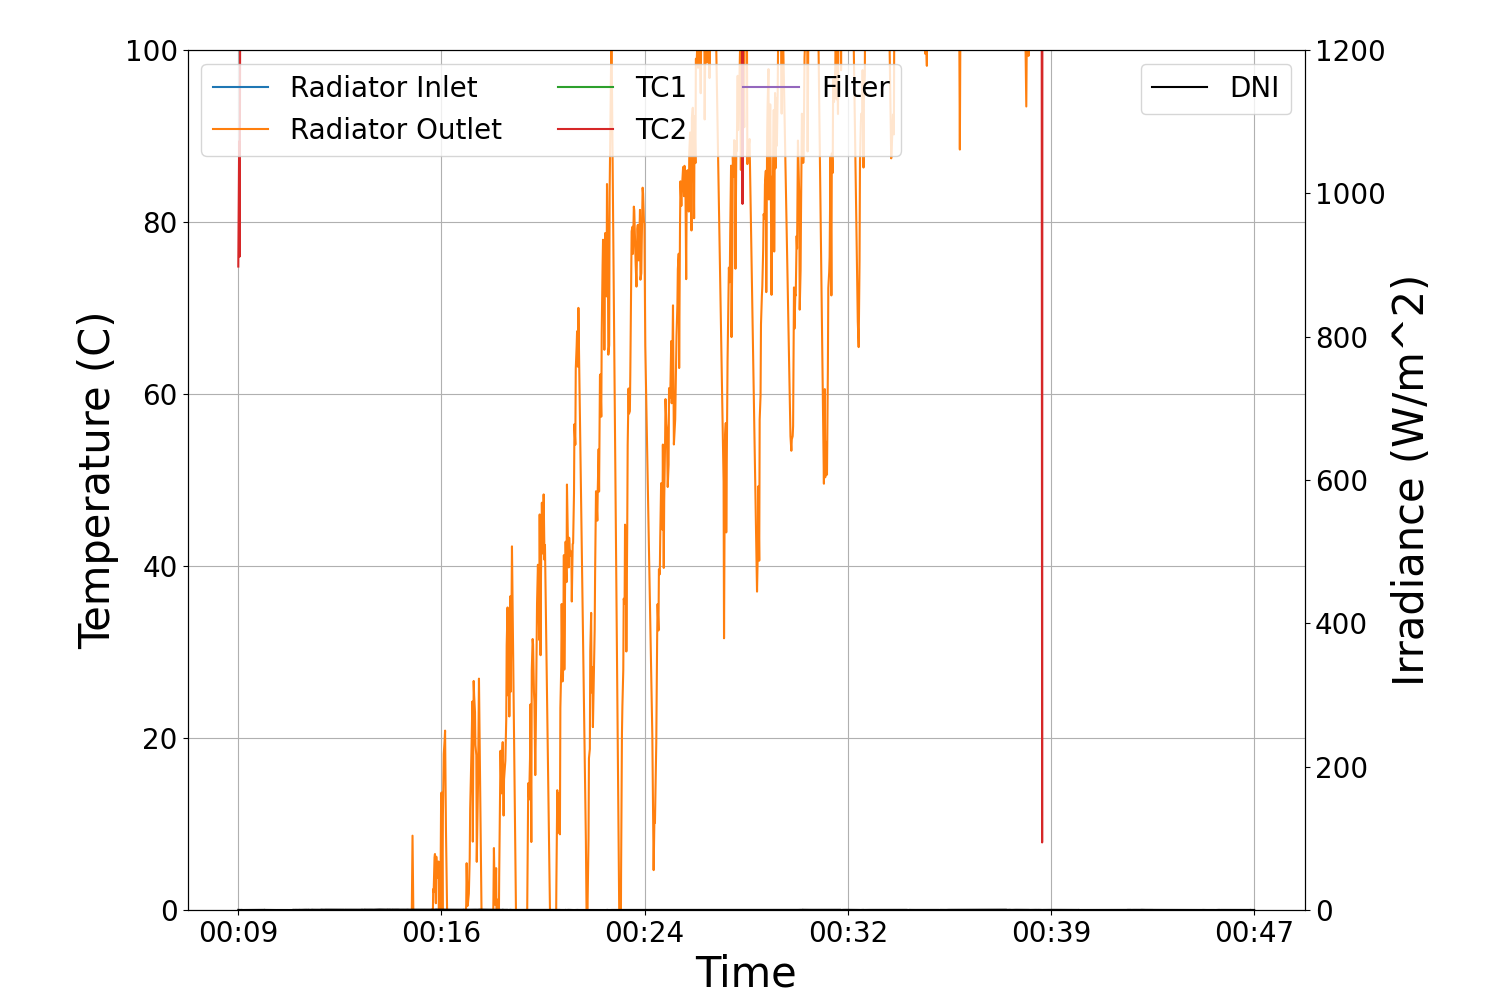 100
80
60
40
20
0
Temperature (C)
Radiator Inlet
Radiator Outlet
TC1
TC2
Filter
DNI
1200
1000
800
600
400
200
0
Irradiance (W/m^2)
00:09 00:16 00:24 00:32 00:39 00:47
Time